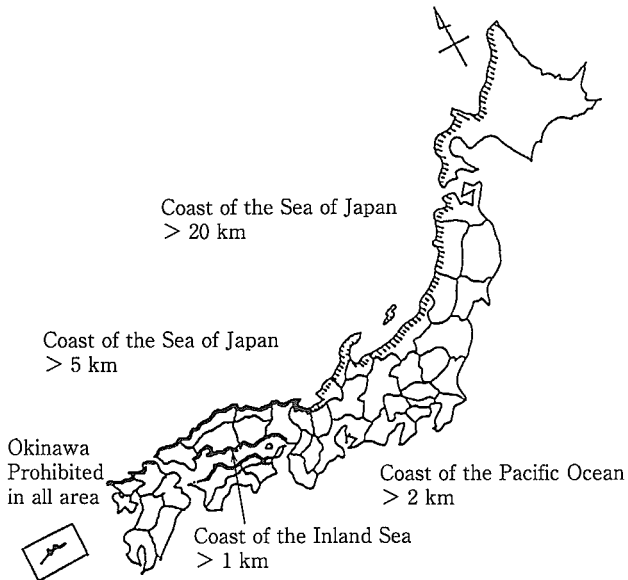 Coast of the Sea of Japan
> 20 km
Coast of the Sea of Japan
> 5 km
Okinawa
Prohibited
in all area
Coast of the Pacific Ocean
> 2 km
Coast of the Inland Sea
> 1 km